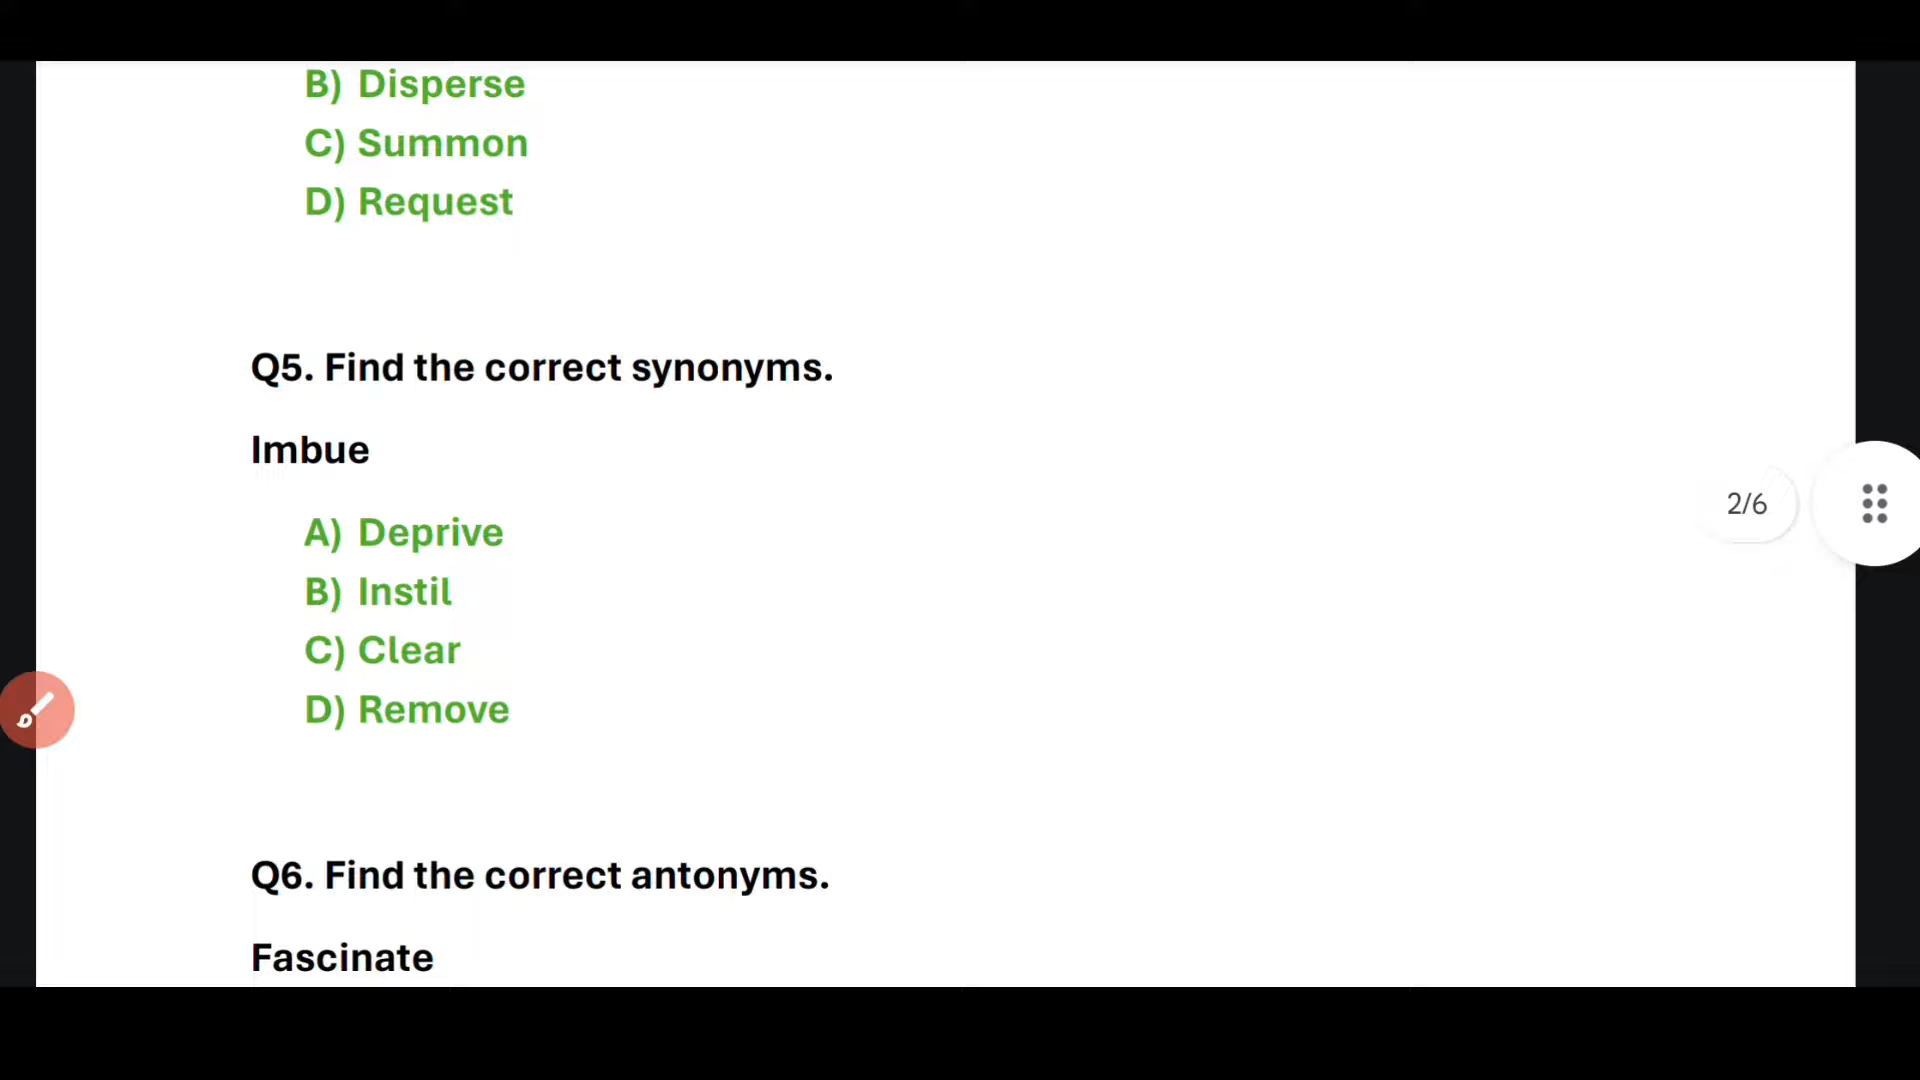 B) Disperse
C) Summon
D) Request
Q5. Find the correct synonyms.
Imbue
A) Deprive
B) Instil
C) Clear
D) Remove
2/6
Q6. Find the correct antonyms.
Fascinate